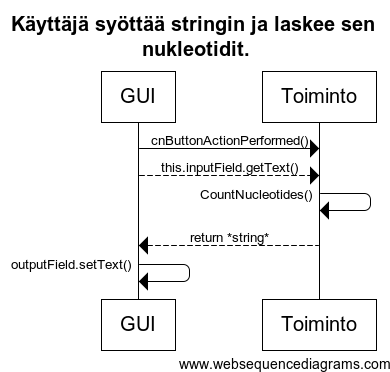 Käyttäjä syöttää stringin ja laskee sen
nukleotidit.
GUI
Toiminto
cnButtonActionPerformed()
this.inputField.getText()
CountNucleotides()
return *string*
outputField.setText()
GUI
Toiminto
www.websequencediagrams.com